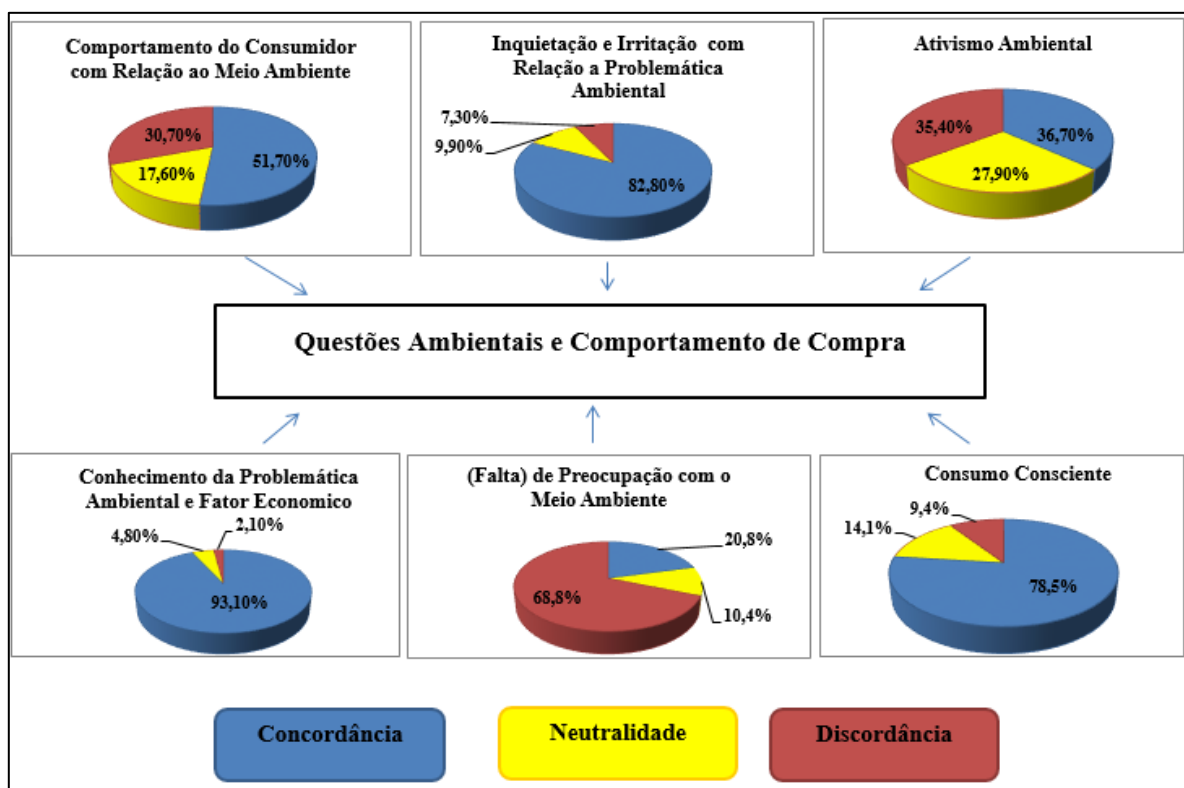 Comportamento do Consumidor
com Relação ao Meio Ambiente
30,70%
51,70%
17,60%
Inquietação e Irritação com
Relação a Problemática
Ambiental
7,30%
9,90%
82,80%
Ativismo Ambiental
35,40%
36,70%
27,90%
Questões Ambientais e Comportamento de Compra
Conhecimento da Problemática
Ambiental e Fator Economico
4,80%
2,10%
93,10%
(Falta) de Preocupação com o
Meio Ambiente
20,8%
68,8%
10,4%
Consumo Consciente
9,4%
14,1%
78,5%
Concordância
Neutralidade
Discordância